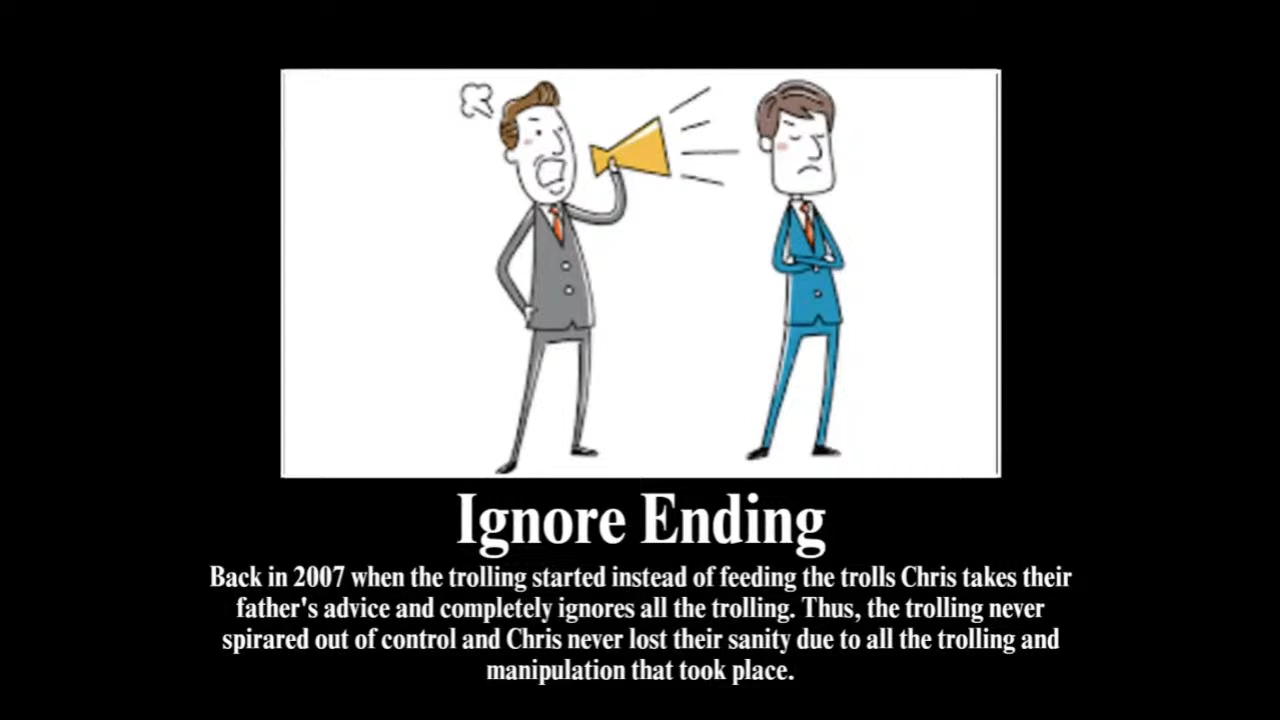 Ignore Ending
Back in 2007 when the trolling started instead of feeding the trolls Chris takes their
father's advice and completely ignores all the trolling. Thus, the trolling never
spirared out of control and Chris never lost their sanity due to all the trolling and
manipulation that took place.